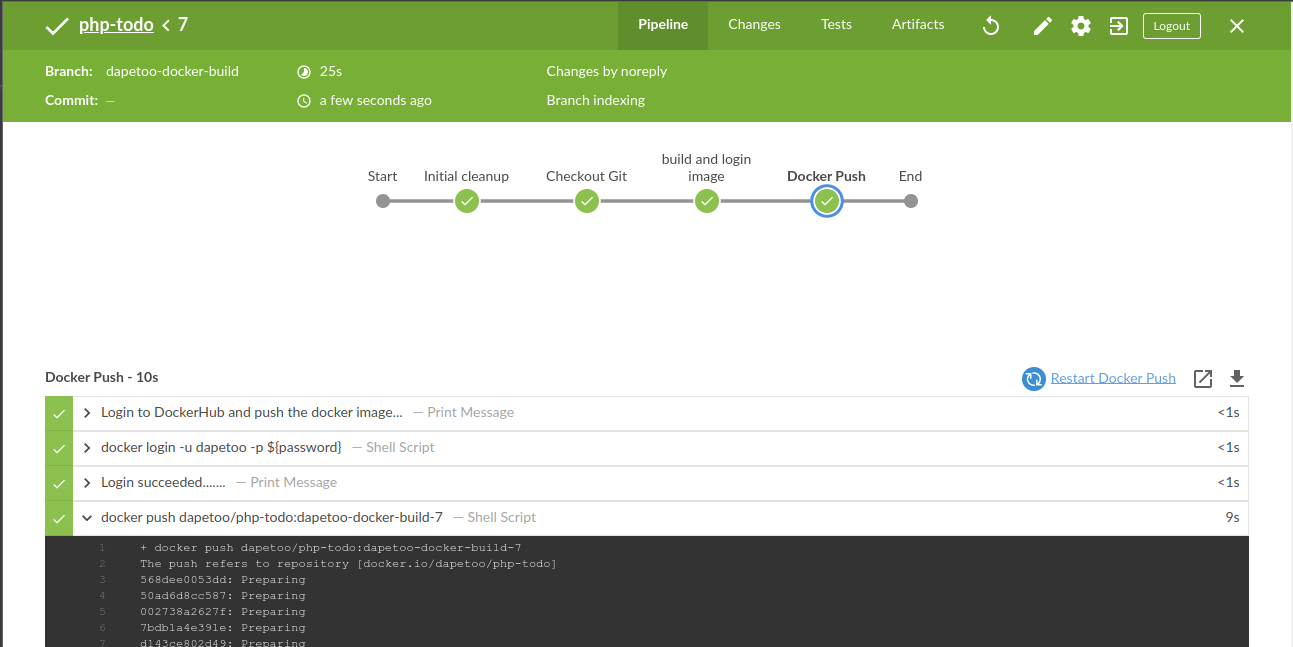 php-todo < 7 Pipeline Changes Tests Artifacts Logout
Branch: dapetoo-docker-build 25s Changes by noreply
Commit: — a few seconds ago Branch indexing
Start Initial cleanup Checkout Git build and login image Docker Push End
Docker Push - 10s Restart Docker Push
Login to DockerHub and push the docker image... — Print Message <1s
docker login -u dapetoo -p ${password} — Shell Script <1s
Login succeeded....... — Print Message <1s
docker push dapetoo/php-todo:dapetoo-docker-build-7 — Shell Script 9s
1 + docker push dapetoo/php-todo:dapetoo-docker-build-7
2 The push refers to repository [docker.io/dapetoo/php-todo]
3 568dee0053dd: Preparing
4 50ad6d8cc587: Preparing
5 002738a2627f: Preparing
6 7bdb1a4e391e: Preparing
7 d143ce802d49: Preparing